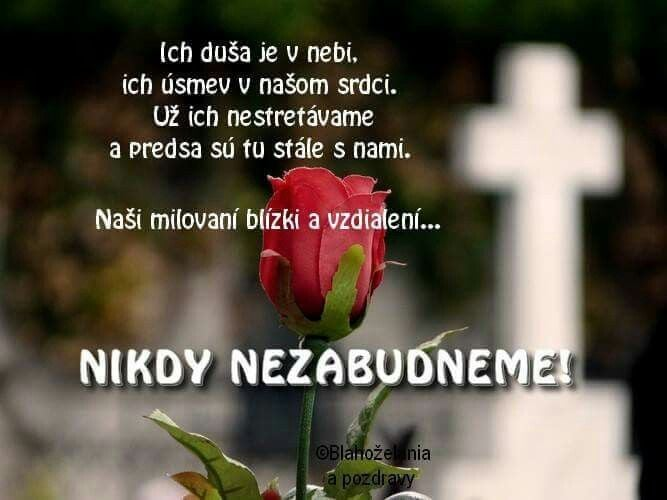 Ich duša je v nebi,
ich úsmev v našom srdci.
Už ich nestretávame
a predsa sú tu stále s nami.
Naši milovaní blízki a vzdialení...
NIKDY NEZABUDNEME!
©Blahoželania
a pozdravy